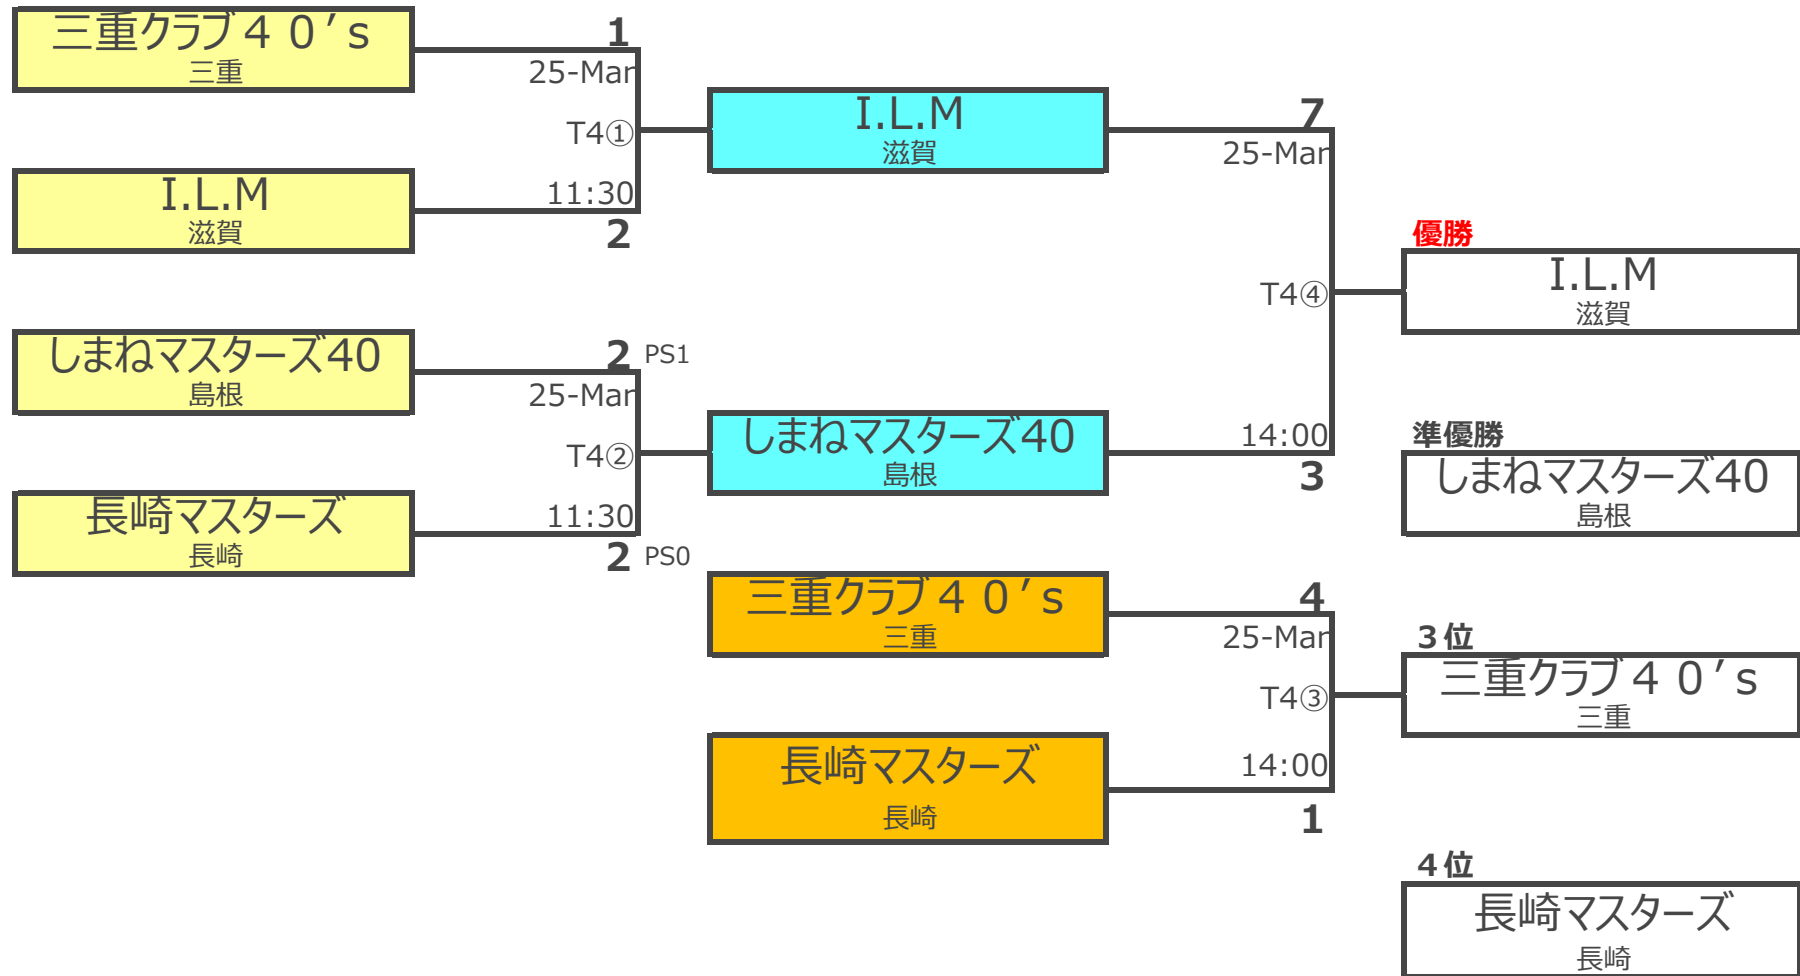 三重クラブ４０’s
三重
1
25-Mar
T4①
I.L.M
滋賀
11:30
2
しまねマスターズ40
島根
2 PS1
25-Mar
T4②
長崎マスターズ
長崎
11:30
2 PS0
I.L.M
滋賀
7
25-Mar
T4④
しまねマスターズ40
島根
14:00
3
三重クラブ４０’s
三重
4
25-Mar
T4③
長崎マスターズ
長崎
14:00
1
優勝
I.L.M
滋賀
準優勝
しまねマスターズ40
島根
３位
三重クラブ４０’s
三重
４位
長崎マスターズ
長崎